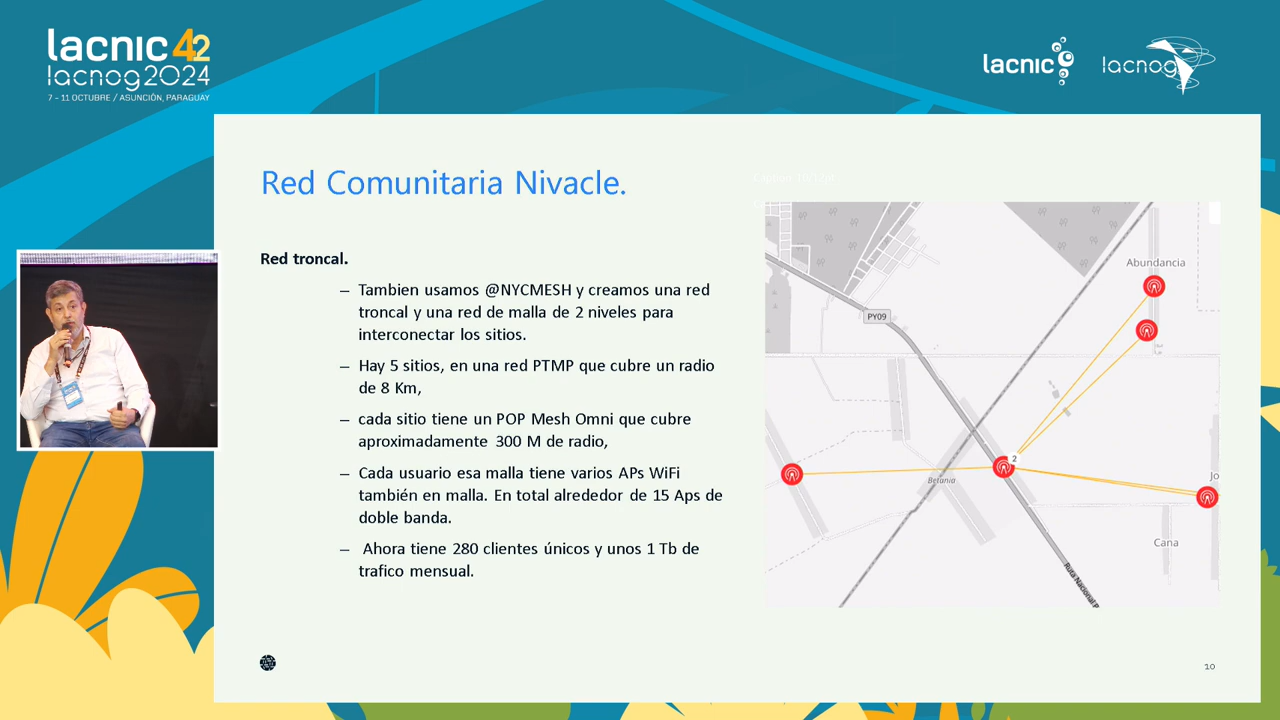 lacnic 42
lacnog2024
7 - 11 OCTUBRE / ASUNCIÓN, PARAGUAY
lacnic
lacnog
Red Comunitaria Nivacle.
Red troncal.
– Tambien usamos @NYCMESH y creamos una red
troncal y una red de malla de 2 niveles para
interconectar los sitios.
– Hay 5 sitios, en una red PTMP que cubre un radio
de 8 Km,
– cada sitio tiene un POP Mesh Omni que cubre
aproximadamente 300 M de radio,
– Cada usuario esa malla tiene varios APs WiFi
también en malla. En total alrededor de 15 Aps de
doble banda.
– Ahora tiene 280 clientes únicos y unos 1 Tb de
trafico mensual.
Abundancia
PY09
2
Betania
Jo
Cana
Ruta Nacional P
10